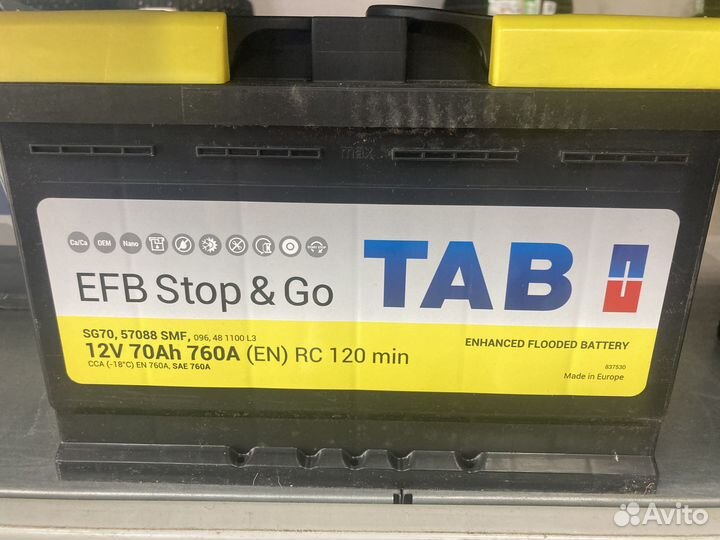 max
Ca/Ca OEM Nano
TAB
EFB Stop & Go
SG70, 57088 SMF, 096, 48 1100 L3
12V 70Ah 760A (EN) RC 120 min
CCA (-18°C) EN 760A, SAE 760A
ENHANCED FLOODED BATTERY
837530
Made in Europe
Avito